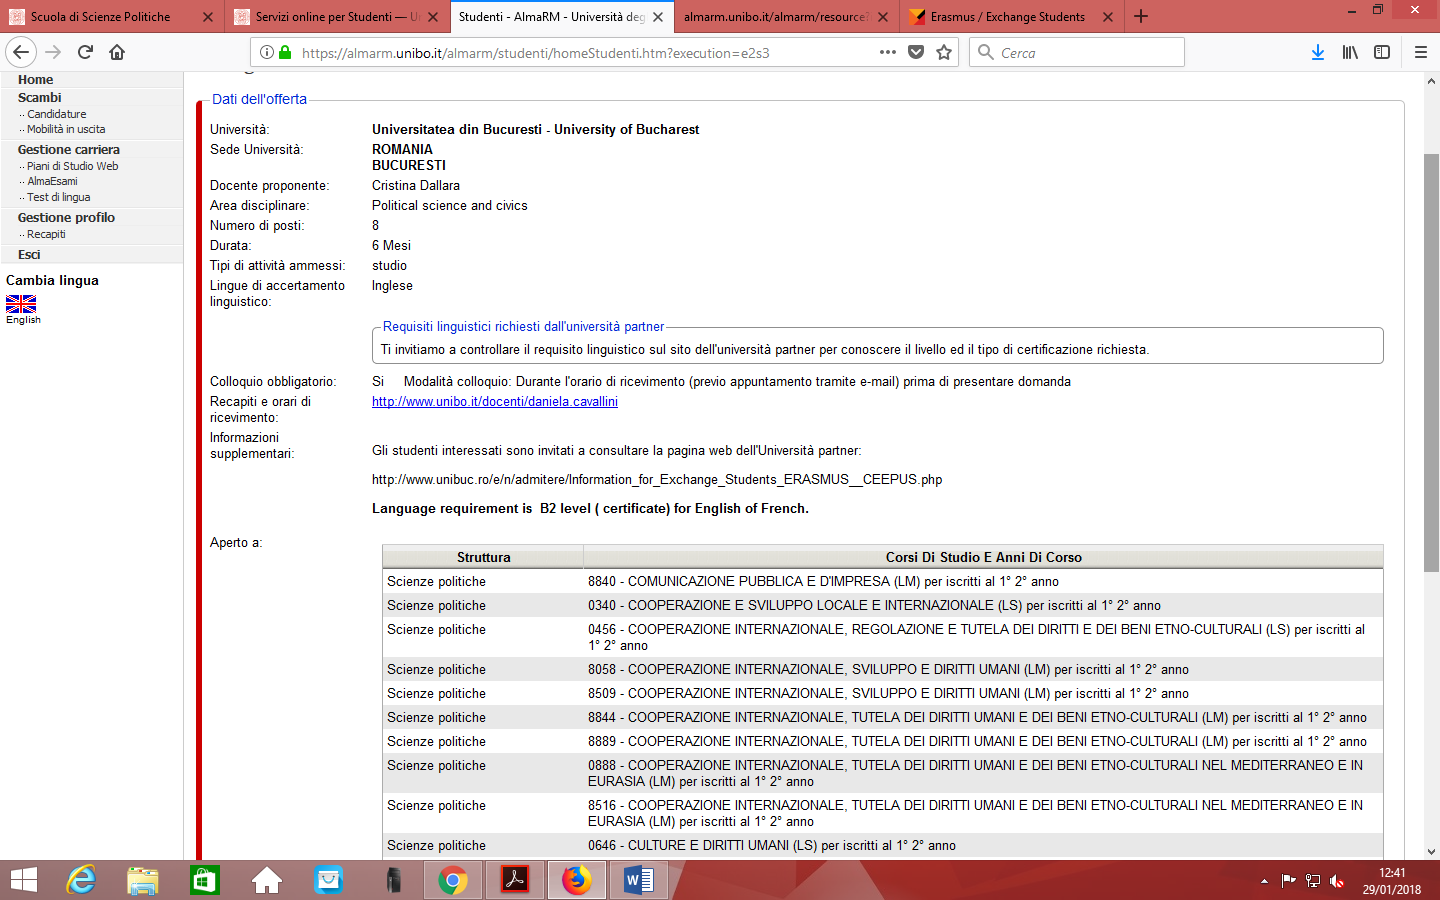 Scuola di Scienze Politiche
Servizi online per Studenti — U
Studenti - AlmaRM - Università deg
almarm.unibo.it/almarm/resource?
Erasmus / Exchange Students
https://almarm.unibo.it/almarm/studenti/homeStudenti.htm?execution=e2s3
Cerca
Home
Scambi
Candidature
Mobilità in uscita
Gestione carriera
Piani di Studio Web
AlmaEsami
Test di lingua
Gestione profilo
Recapiti
Esci
Cambia lingua
English
Dati dell'offerta
Università: Universitatea din Bucuresti - University of Bucharest
Sede Università: ROMANIA
BUCURESTI
Docente proponente: Cristina Dallara
Area disciplinare: Political science and civics
Numero di posti: 8
Durata: 6 Mesi
Tipi di attività ammessi: studio
Lingue di accertamento linguistico: Inglese
Requisiti linguistici richiesti dall'università partner
Ti invitiamo a controllare il requisito linguistico sul sito dell'università partner per conoscere il livello ed il tipo di certificazione richiesta.
Colloquio obbligatorio: Si Modalità colloquio: Durante l'orario di ricevimento (previo appuntamento tramite e-mail) prima di presentare domanda
Recapiti e orari di ricevimento: http://www.unibo.it/docenti/daniela.cavallini
Informazioni supplementari:
Gli studenti interessati sono invitati a consultare la pagina web dell'Università partner:
http://www.unibuc.ro/e/n/admitere/Information_for_Exchange_Students_ERASMUS__CEEPUS.php
Language requirement is B2 level ( certificate) for English of French.
Aperto a:
Struttura Corsi Di Studio E Anni Di Corso
Scienze politiche 8840 - COMUNICAZIONE PUBBLICA E D'IMPRESA (LM) per iscritti al 1° 2° anno
Scienze politiche 0340 - COOPERAZIONE E SVILUPPO LOCALE E INTERNAZIONALE (LS) per iscritti al 1° 2° anno
Scienze politiche 0456 - COOPERAZIONE INTERNAZIONALE, REGOLAZIONE E TUTELA DEI DIRITTI E DEI BENI ETNO-CULTURALI (LS) per iscritti al
1° 2° anno
Scienze politiche 8058 - COOPERAZIONE INTERNAZIONALE, SVILUPPO E DIRITTI UMANI (LM) per iscritti al 1° 2° anno
Scienze politiche 8509 - COOPERAZIONE INTERNAZIONALE, SVILUPPO E DIRITTI UMANI (LM) per iscritti al 1° 2° anno
Scienze politiche 8844 - COOPERAZIONE INTERNAZIONALE, TUTELA DEI DIRITTI UMANI E DEI BENI ETNO-CULTURALI (LM) per iscritti al 1° 2° anno
Scienze politiche 8889 - COOPERAZIONE INTERNAZIONALE, TUTELA DEI DIRITTI UMANI E DEI BENI ETNO-CULTURALI (LM) per iscritti al 1° 2° anno
Scienze politiche 0888 - COOPERAZIONE INTERNAZIONALE, TUTELA DEI DIRITTI UMANI E DEI BENI ETNO-CULTURALI NEL MEDITERRANEO E IN
EURASIA (LM) per iscritti al 1° 2° anno
Scienze politiche 8516 - COOPERAZIONE INTERNAZIONALE, TUTELA DEI DIRITTI UMANI E DEI BENI ETNO-CULTURALI NEL MEDITERRANEO E IN
EURASIA (LM) per iscritti al 1° 2° anno
Scienze politiche 0646 - CULTURE E DIRITTI UMANI (LS) per iscritti al 1° 2° anno
12:41
29/01/2018